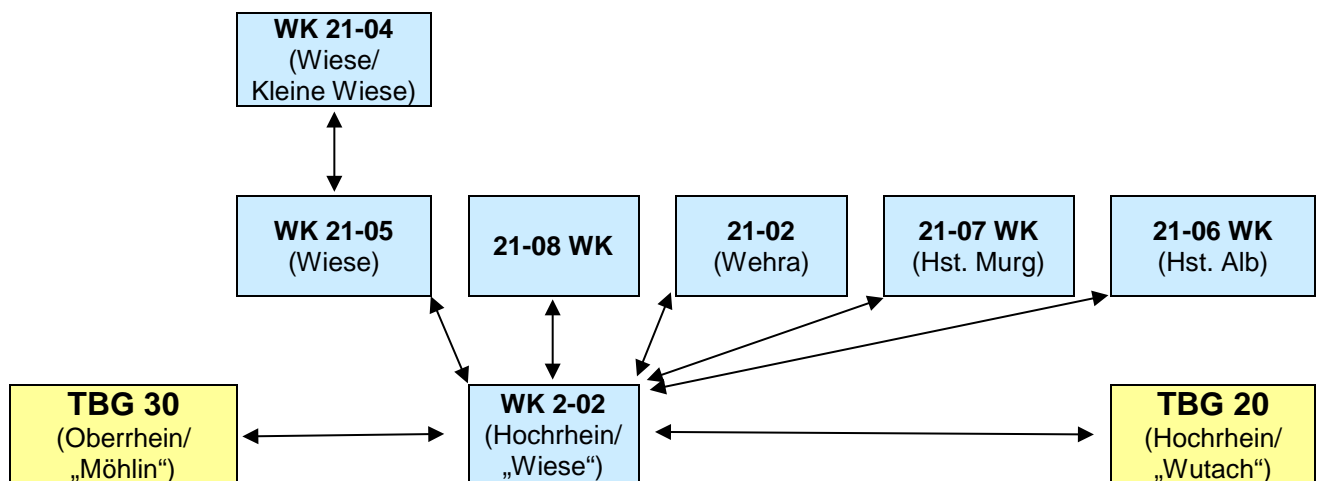 WK 21-04
(Wiese/
Kleine Wiese)
WK 21-05
(Wiese)
21-08 WK
21-02
(Wehra)
21-07 WK
(Hst. Murg)
21-06 WK
(Hst. Alb)
TBG 30
(Oberrhein/
„Möhlin“)
WK 2-02
(Hochrhein/
„Wiese“)
TBG 20
(Hochrhein/
„Wutach“)